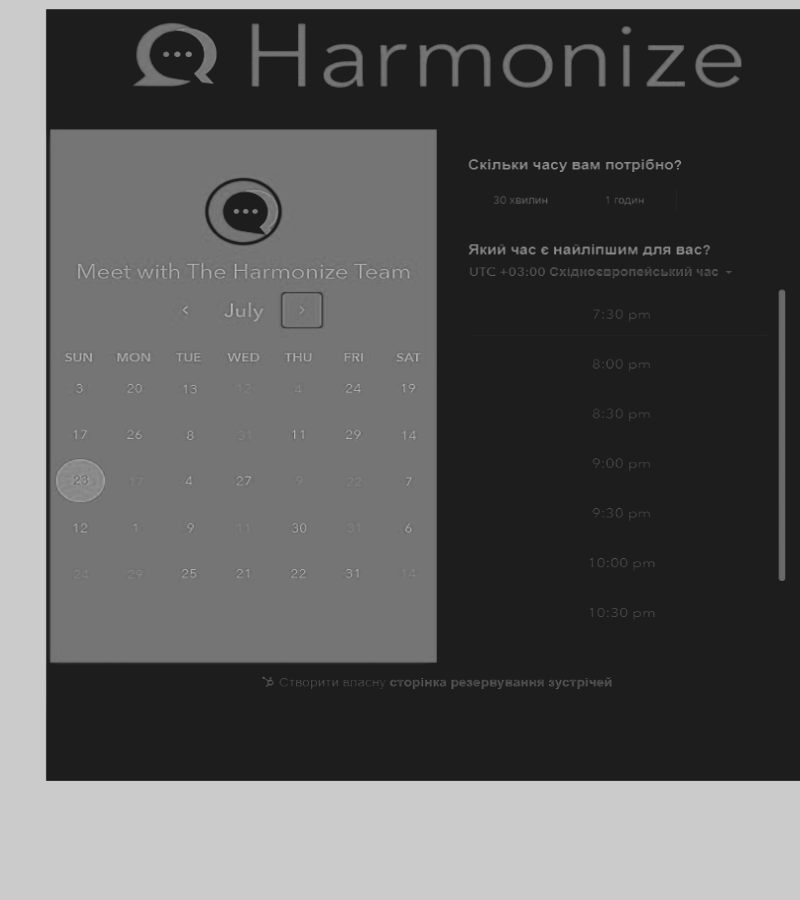 Harmonize
Meet with The Harmonize Team
July
SUN MON TUE WED THU FRI SAT
3 20 13 12 4 24 19
17 26 8 31 11 29 14
23 17 4 27 9 22 7
12 1 9 11 30 31 6
24 29 25 21 22 31 14
Скільки часу вам потрібно?
30 хвилин 1 годин
Який час є найліпшим для вас?
UTC +03:00 Східноєвропейський час
7:30 pm
8:00 pm
8:30 pm
9:00 pm
9:30 pm
10:00 pm
10:30 pm
Створити власну сторінка резервування зустрічей